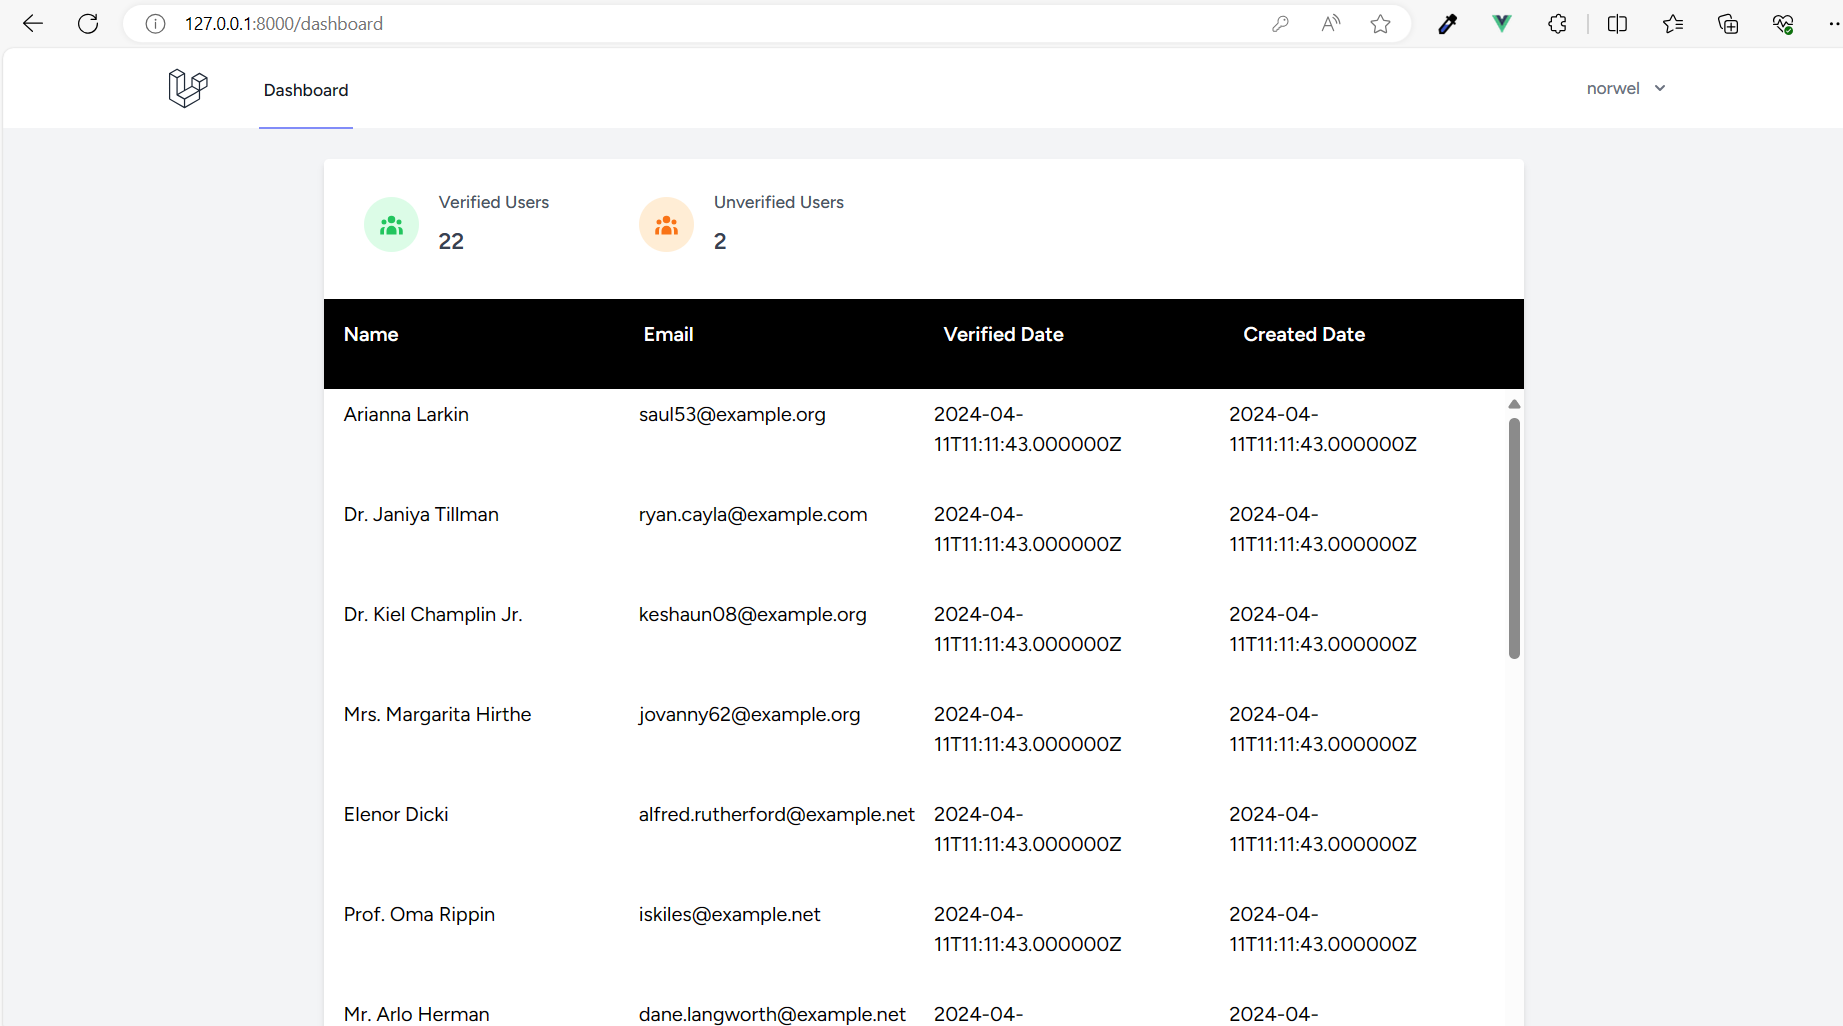 127.0.0.1:8000/dashboard
Dashboard
norwel
Verified Users
22
Unverified Users
2
Name Email Verified Date Created Date
Arianna Larkin saul53@example.org 2024-04- 2024-04-
11T11:11:43.000000Z 11T11:11:43.000000Z
Dr. Janiya Tillman ryan.cayla@example.com 2024-04- 2024-04-
11T11:11:43.000000Z 11T11:11:43.000000Z
Dr. Kiel Champlin Jr. keshaun08@example.org 2024-04- 2024-04-
11T11:11:43.000000Z 11T11:11:43.000000Z
Mrs. Margarita Hirthe jovanny62@example.org 2024-04- 2024-04-
11T11:11:43.000000Z 11T11:11:43.000000Z
Elenor Dicki alfred.rutherford@example.net 2024-04- 2024-04-
11T11:11:43.000000Z 11T11:11:43.000000Z
Prof. Oma Rippin iskiles@example.net 2024-04- 2024-04-
11T11:11:43.000000Z 11T11:11:43.000000Z
Mr. Arlo Herman dane.langworth@example.net 2024-04- 2024-04-